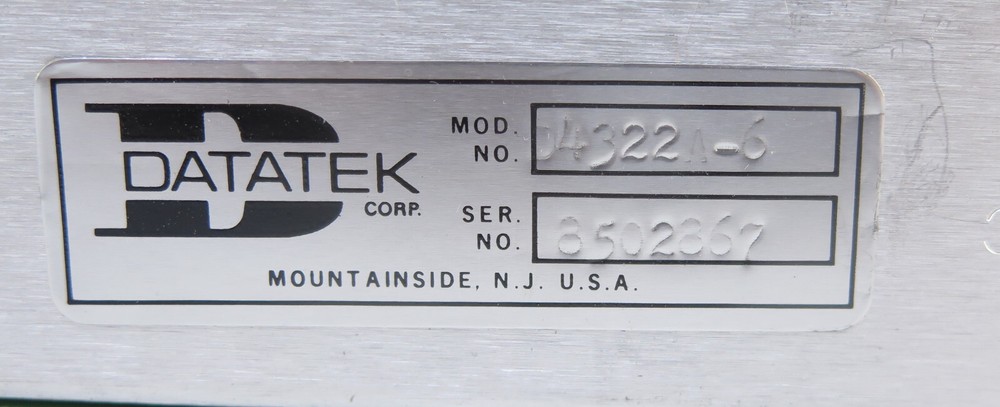 DATATEK
CORP.
MOD.
NO. D4322A-6
SER.
NO. 8502867
MOUNTAINSIDE, N.J. U.S.A.